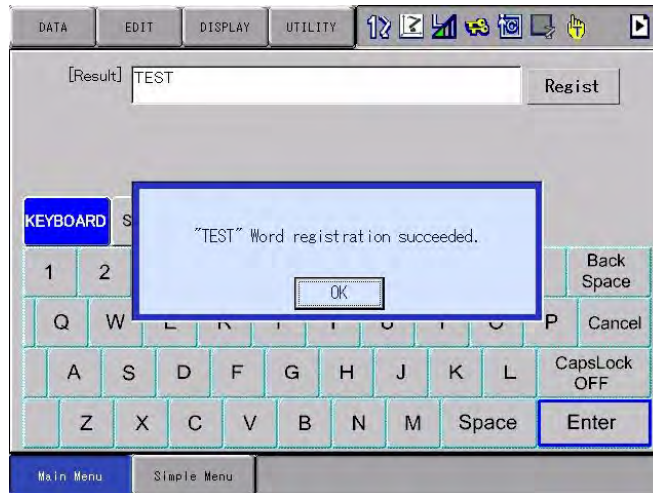 DATA EDIT DISPLAY UTILITY
[Result] TEST Regist
KEYBOARD S
"TEST" Word registration succeeded.
OK
1 2 Back Space
Q W P Cancel
A S D F G H J K L CapsLock OFF
Z X C V B N M Space Enter
Main Menu Simple Menu